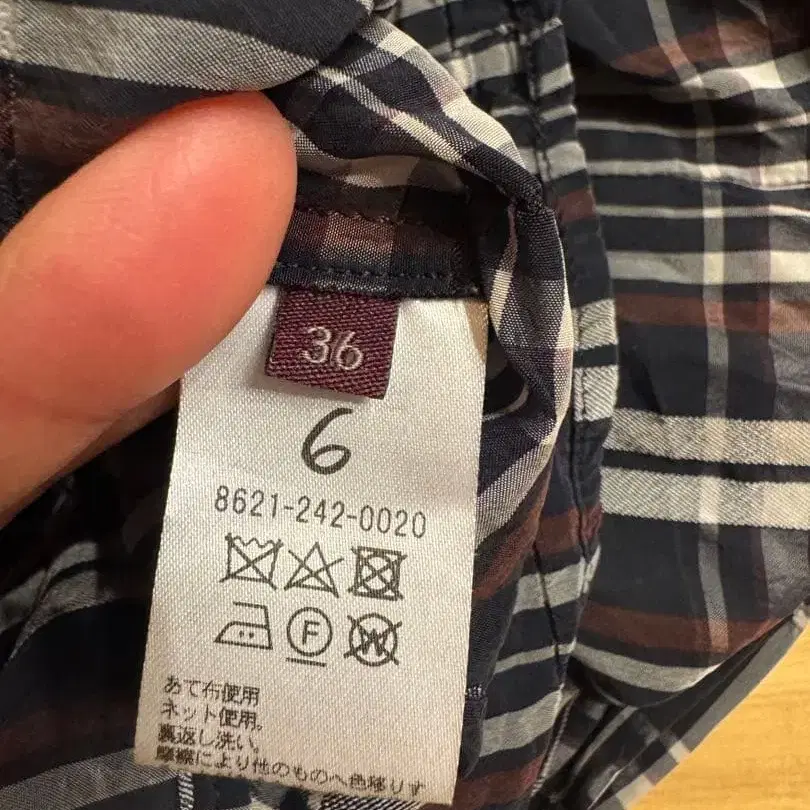 36
6
8621-242-0020
F
W
あて布使用
ネット使用。
裏返し洗い。
摩擦により他のものへ色移りす